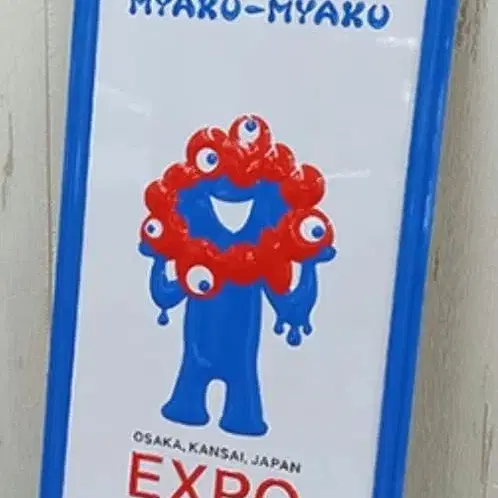 MYAKU-MYAKU
OSAKA, KANSAI, JAPAN
EXPO